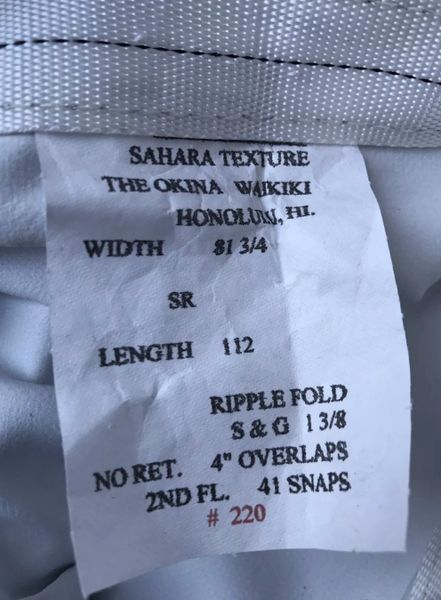 SAHARA TEXTURE
THE OKINA WAIKIKI
HONOLULU, HI.
WIDTH 81 3/4
SR
LENGTH 112
RIPPLE FOLD
S & G 1 3/8
NO RET. 4" OVERLAPS
2ND FL. 41 SNAPS
# 220